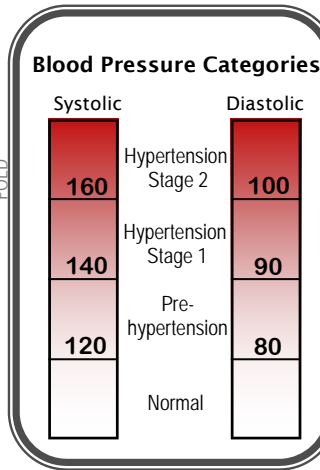 Blood Pressure Categories
Systolic
Diastolic
Hypertension
Stage 2
160
100
Hypertension
Stage 1
140
90
Pre-
hypertension
120
80
Normal
FOLD